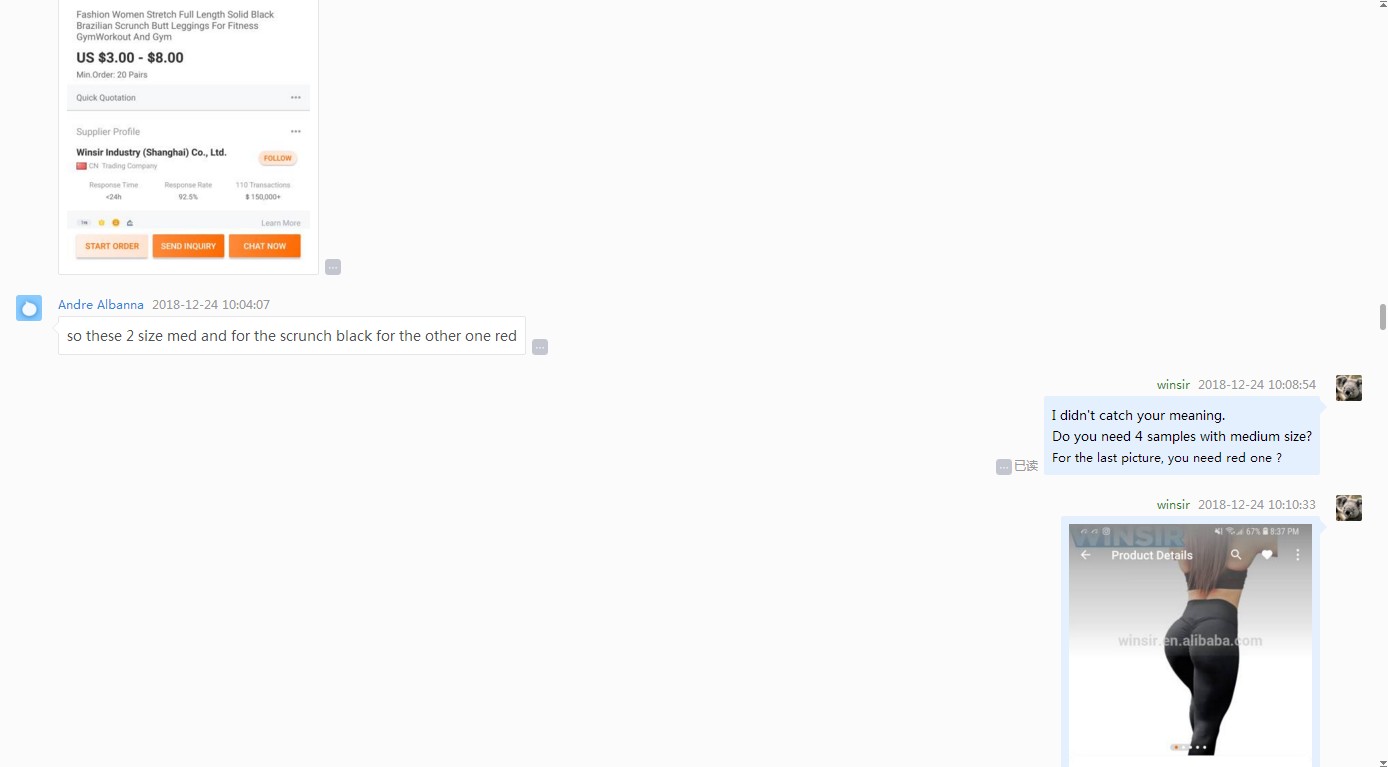 Fashion Women Stretch Full Length Solid Black
Brazilian Scrunch Butt Leggings For Fitness
GymWorkout And Gym
US $3.00 - $8.00
Min.Order: 20 Pairs
Quick Quotation
Supplier Profile
Winsir Industry (Shanghai) Co., Ltd.
FOLLOW
CN Trading Company
Response Time Response Rate 110 Transactions
<24h 92.5% $ 150,000+
Learn More
START ORDER SEND INQUIRY CHAT NOW
Andre Albanna 2018-12-24 10:04:07
so these 2 size med and for the scrunch black for the other one red
winsir 2018-12-24 10:08:54
I didn't catch your meaning.
Do you need 4 samples with medium size?
For the last picture, you need red one ?
已读
winsir 2018-12-24 10:10:33
WINSIR
67% 8:37 PM
Product Details
winsir.en.alibaba.com